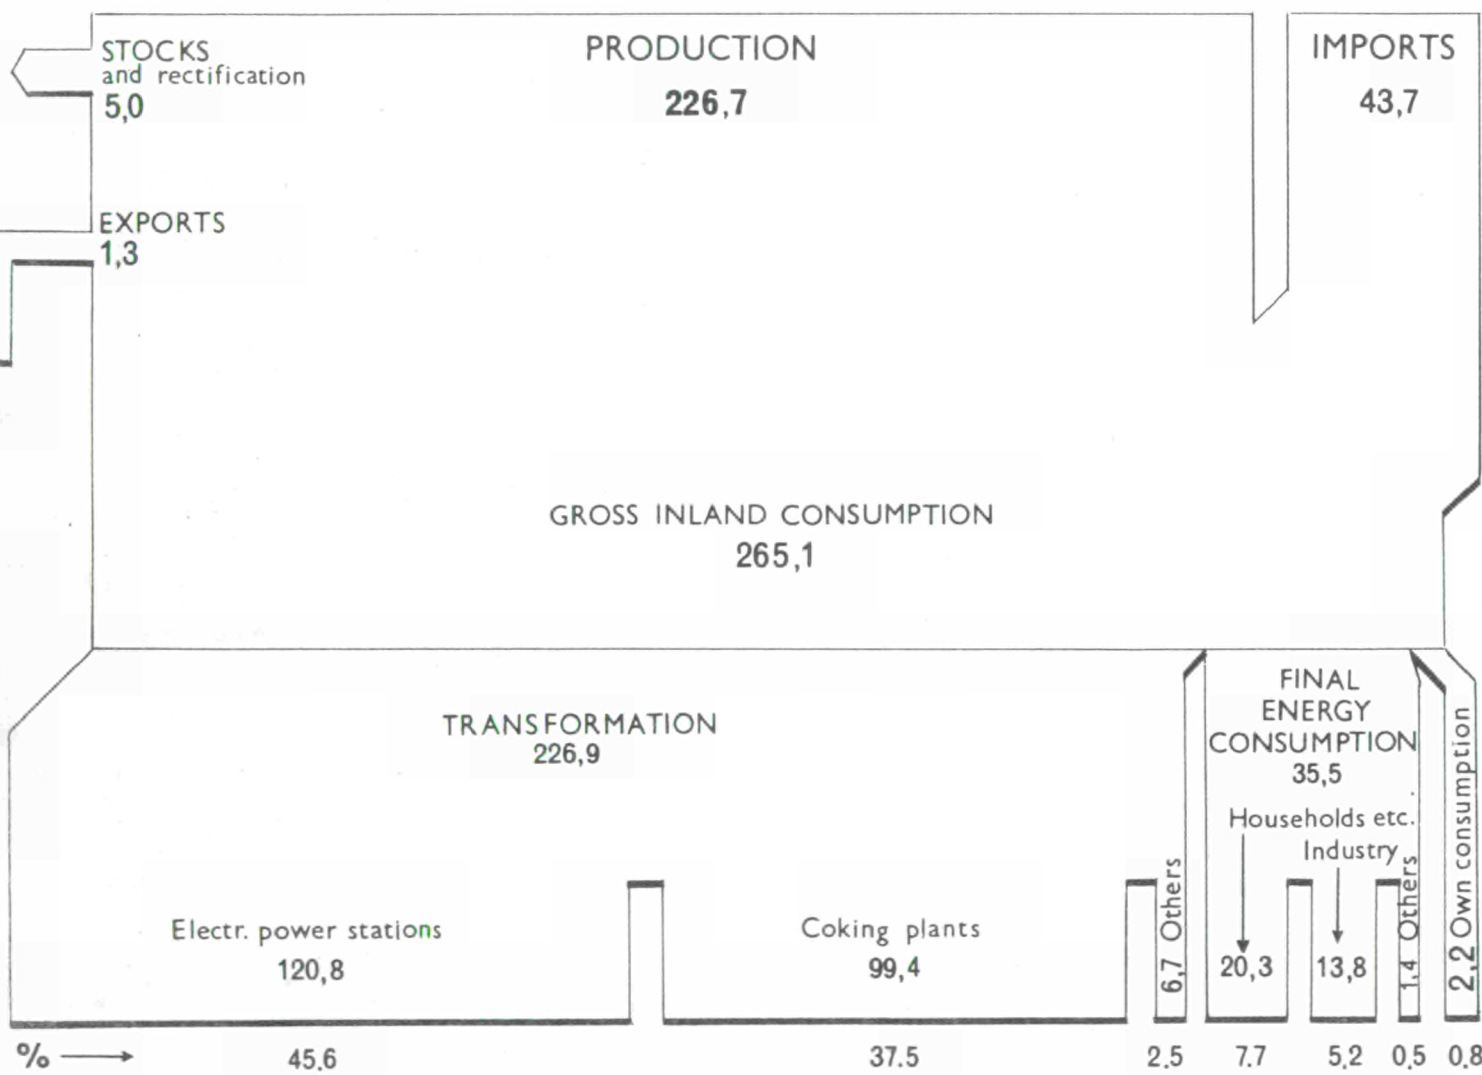 STOCKS
and rectification
5,0
PRODUCTION
226,7
IMPORTS
43,7
EXPORTS
1,3
GROSS INLAND CONSUMPTION
265,1
TRANSFORMATION
226,9
FINAL
ENERGY
CONSUMPTION
35,5
Households etc.
Industry
Electr. power stations
120,8
Coking plants
99,4
6,7 Others
20,3
13,8
1,4 Others
2,2 Own consumption
% 45.6 37.5 2.5 7.7 5,2 0,5 0,8